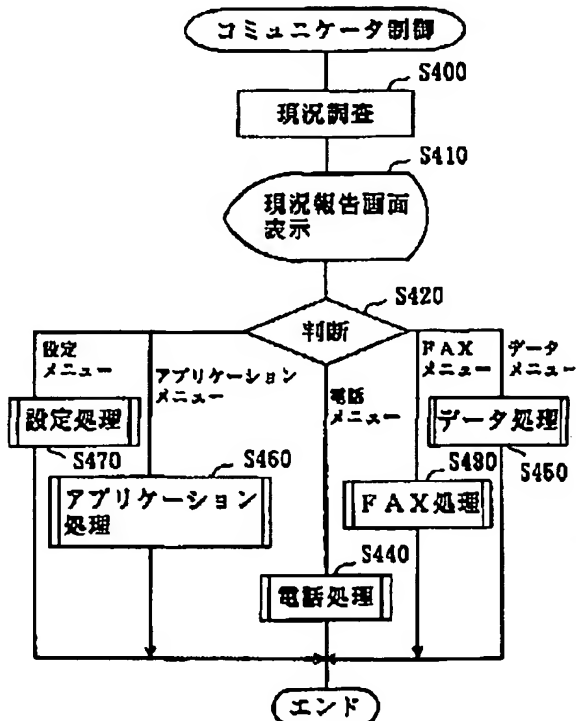 コミュニケータ制御
S400
現況調査
S410
現況報告画面
表示
S420
判断
設定
メニュー
アプリケーション
メニュー
電話
メニュー
FAX
メニュー
データ
メニュー
設定処理
S470
データ処理
S450
S460
アプリケーション
処理
S430
FAX処理
S440
電話処理
エンド